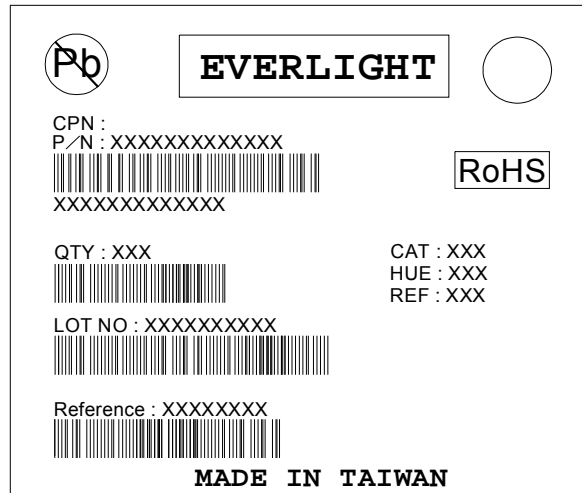 Pb
EVERLIGHT
CPN :
P/N : XXXXXXXXXXXXX
RoHS
XXXXXXXXXXXXX
QTY : XXX
CAT : XXX
HUE : XXX
REF : XXX
LOT NO : XXXXXXXXXX
Reference : XXXXXXXX
MADE IN TAIWAN